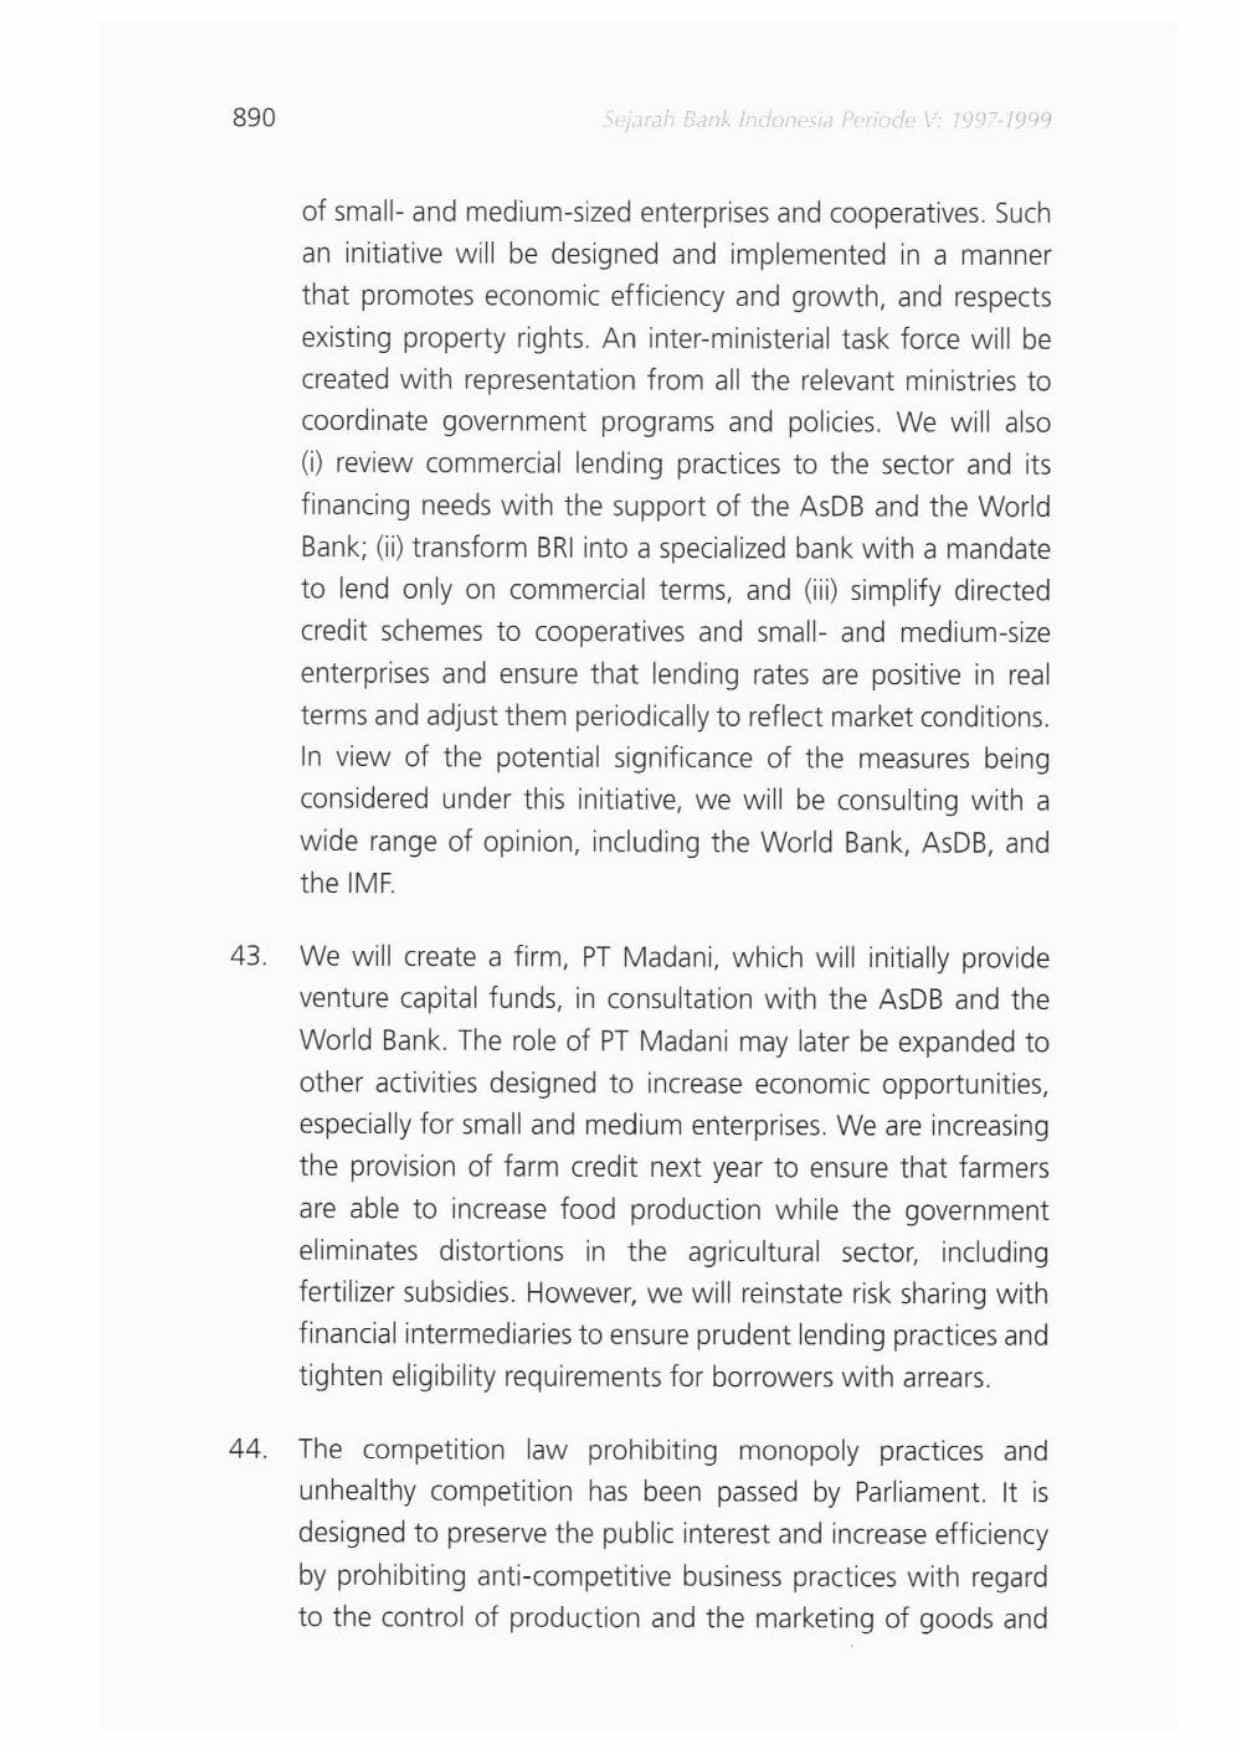 890
Sejarah Bank Indonesia Periode V: 1997-1999
of small- and medium-sized enterprises and cooperatives. Such
an initiative will be designed and implemented in a manner
that promotes economic efficiency and growth, and respects
existing property rights. An inter-ministerial task force will be
created with representation from all the relevant ministries to
coordinate government programs and policies. We will also
(i) review commercial lending practices to the sector and its
financing needs with the support of the AsDB and the World
Bank; (ii) transform BRI into a specialized bank with a mandate
to lend only on commercial terms, and (iii) simplify directed
credit schemes to cooperatives and small- and medium-size
enterprises and ensure that lending rates are positive in real
terms and adjust them periodically to reflect market conditions.
In view of the potential significance of the measures being
considered under this initiative, we will be consulting with a
wide range of opinion, including the World Bank, AsDB, and
the IMF.
43. We will create a firm, PT Madani, which will initially provide
venture capital funds, in consultation with the AsDB and the
World Bank. The role of PT Madani may later be expanded to
other activities designed to increase economic opportunities,
especially for small and medium enterprises. We are increasing
the provision of farm credit next year to ensure that farmers
are able to increase food production while the government
eliminates distortions in the agricultural sector, including
fertilizer subsidies. However, we will reinstate risk sharing with
financial intermediaries to ensure prudent lending practices and
tighten eligibility requirements for borrowers with arrears.
44. The competition law prohibiting monopoly practices and
unhealthy competition has been passed by Parliament. It is
designed to preserve the public interest and increase efficiency
by prohibiting anti-competitive business practices with regard
to the control of production and the marketing of goods and